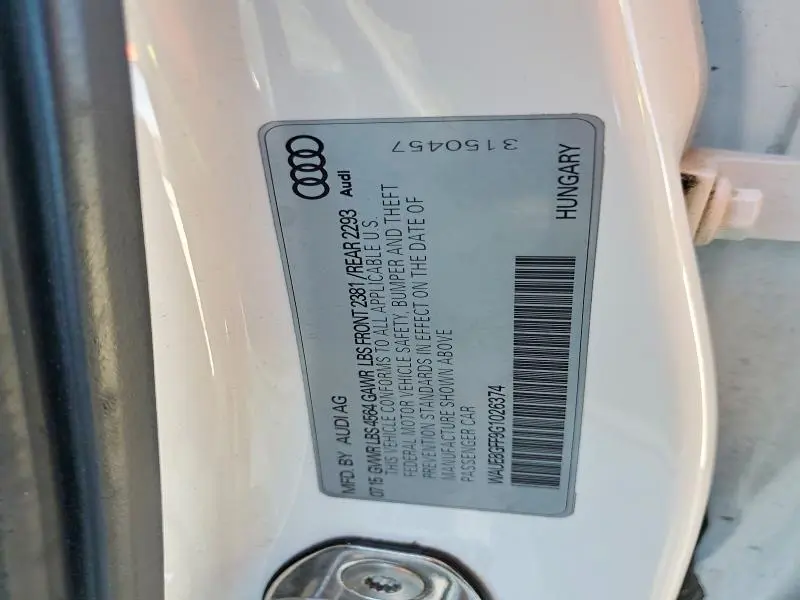 MFD. BY AUDI AG
07.15 GVWR LBS 4564 GAWR LBS FRONT 2381 / REAR 2293
THIS VEHICLE CONFORMS TO ALL APPLICABLE U.S.
FEDERAL MOTOR VEHICLE SAFETY, BUMPER AND THEFT
PREVENTION STANDARDS IN EFFECT ON THE DATE OF
MANUFACTURE SHOWN ABOVE
PASSENGER CAR
WAUE8GFF9G1026374
Audi
3150457
HUNGARY